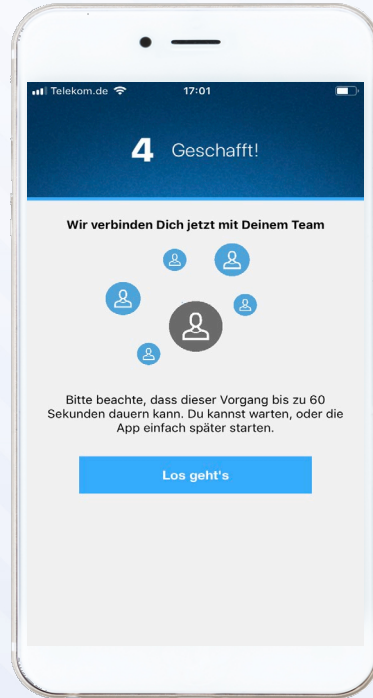 Telekom.de 17:01
4 Geschafft!
Wir verbinden Dich jetzt mit Deinem Team
Bitte beachte, dass dieser Vorgang bis zu 60
Sekunden dauern kann. Du kannst warten, oder die
App einfach später starten.
Los geht's